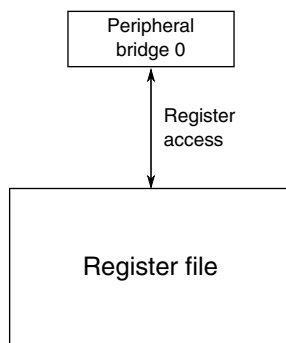 Peripheral
bridge 0
Register
access
Register file